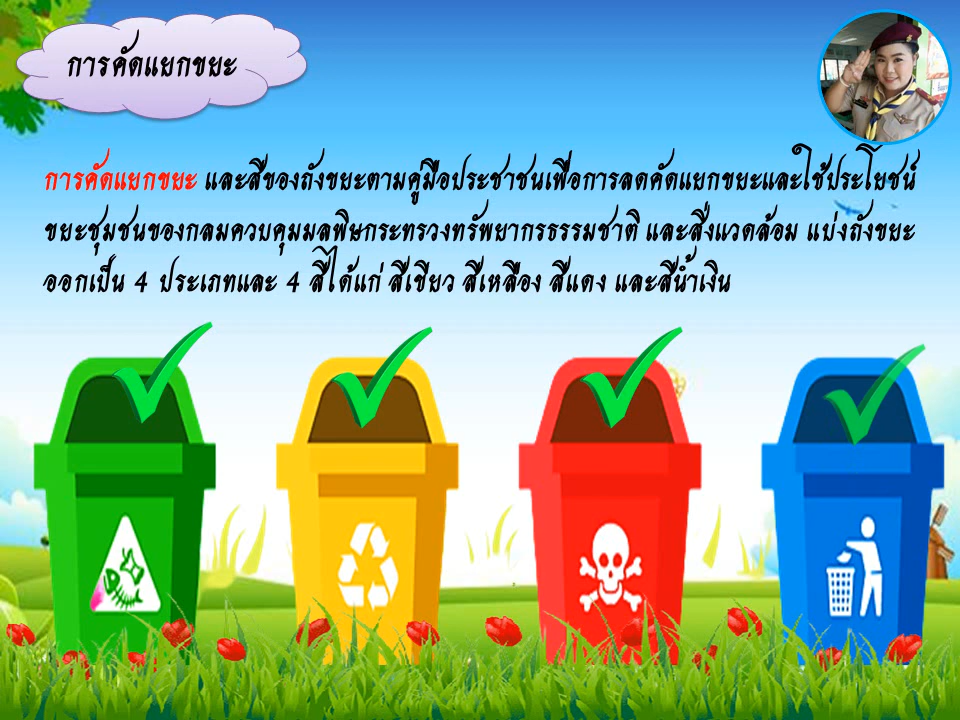 การคัดแยกขยะ
การคัดแยกขยะ และสีของถังขยะตามคู่มือประชาชนเพื่อการลดคัดแยกขยะและใช้ประโยชน์
ขยะชุมชนของกลมควบคุมมลพิษกระทรวงทรัพยากรธรรมชาติ และสิ่งแวดล้อม แบ่งถังขยะ
ออกเป็น 4 ประเภทและ 4 สีได้แก่ สีเขียว สีเหลือง สีแดง และสีน้ำเงิน